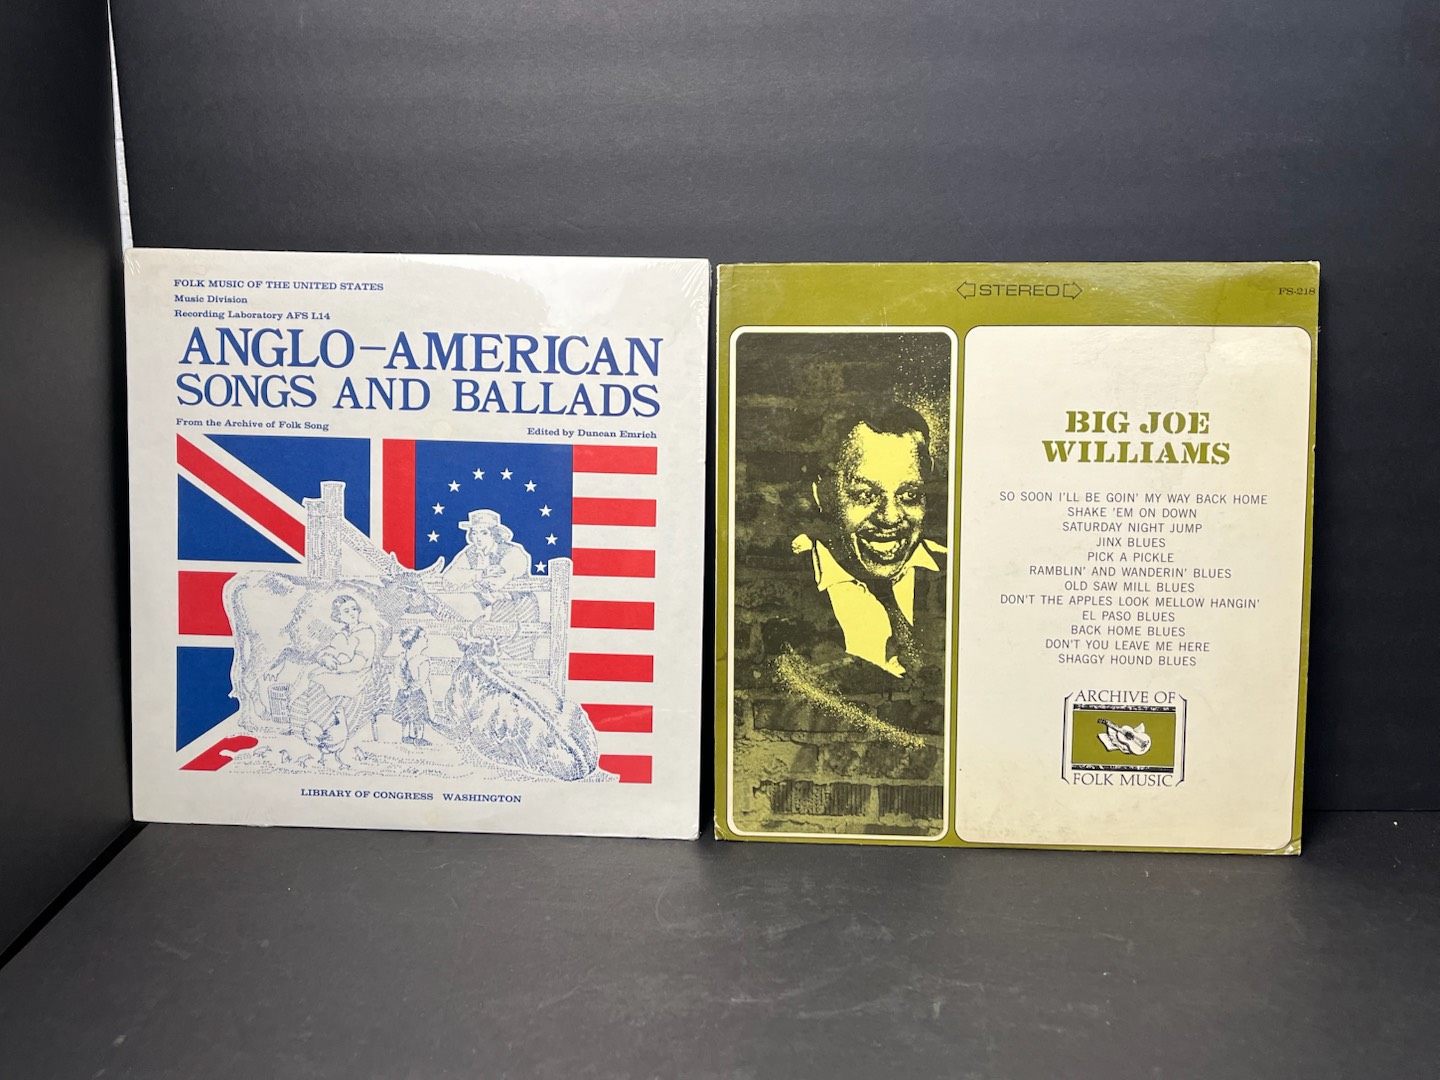 FOLK MUSIC OF THE UNITED STATES
Music Division
Recording Laboratory AFS L14
ANGLO-AMERICAN
SONGS AND BALLADS
From the Archive of Folk Song
Edited by Duncan Emrich
LIBRARY OF CONGRESS WASHINGTON
STEREO
FS-218
BIG JOE
WILLIAMS
SO SOON I'LL BE GOIN' MY WAY BACK HOME
SHAKE 'EM ON DOWN
SATURDAY NIGHT JUMP
JINX BLUES
PICK A PICKLE
RAMBLIN' AND WANDERIN' BLUES
OLD SAW MILL BLUES
DON'T THE APPLES LOOK MELLOW HANGIN'
EL PASO BLUES
BACK HOME BLUES
DON'T YOU LEAVE ME HERE
SHAGGY HOUND BLUES
ARCHIVE OF
FOLK MUSIC